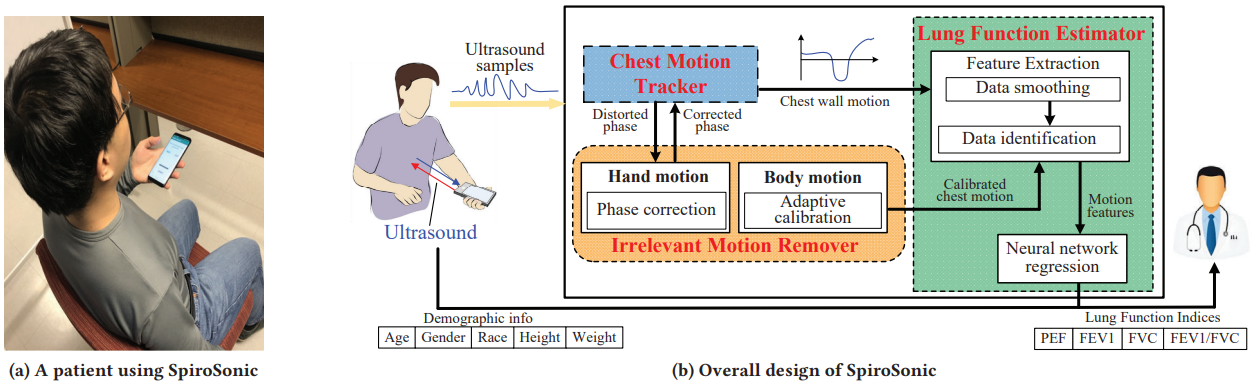 Ultrasound
samples
Ultrasound
Chest Motion
Tracker
Distorted
phase
Corrected
phase
Chest wall motion
Hand motion
Phase correction
Body motion
Adaptive
calibration
Irrelevant Motion Remover
Calibrated
chest motion
Lung Function Estimator
Feature Extraction
Data smoothing
Data identification
Motion
features
Neural network
regression
Demographic info
Age Gender Race Height Weight
Lung Function Indices
PEF FEV1 FVC FEV1/FVC
(a) A patient using SpiroSonic
(b) Overall design of SpiroSonic